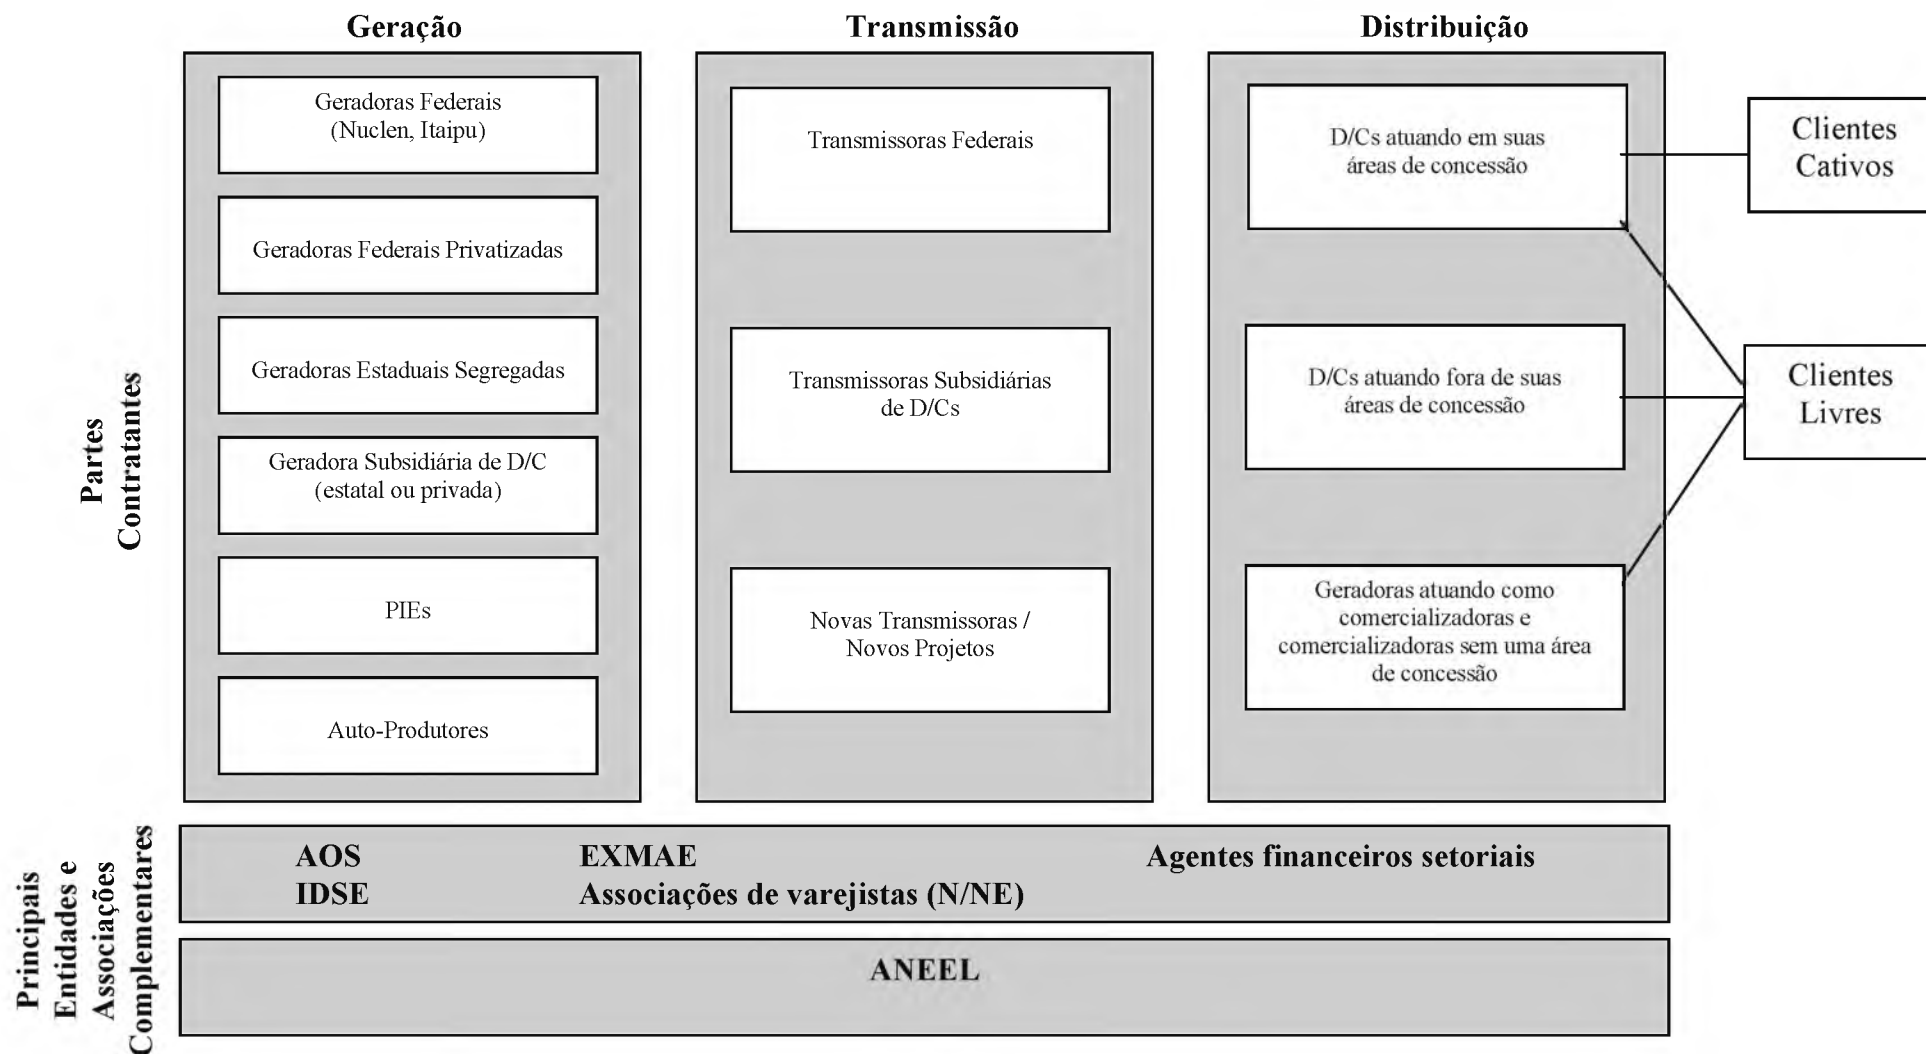 Geração
Geradoras Federais
(Nuclen, Itaipu)
Geradoras Federais Privatizadas
Geradoras Estaduais Segregadas
Geradora Subsidiária de D/C
(estatal ou privada)
PIEs
Auto-Produtores
Transmissão
Transmissoras Federais
Transmissoras Subsidiárias
de D/Cs
Novas Transmissoras /
Novos Projetos
Distribuição
D/Cs atuando em suas
áreas de concessão
D/Cs atuando fora de suas
áreas de concessão
Geradoras atuando como
comercializadoras e
comercializadoras sem uma área
de concessão
Clientes
Cativos
Clientes
Livres
Partes
Contratantes
Principais
Entidades e
Associações
Complementares
AOS EXMAE Agentes financeiros setoriais
IDSE Associações de varejistas (N/NE)
ANEEL